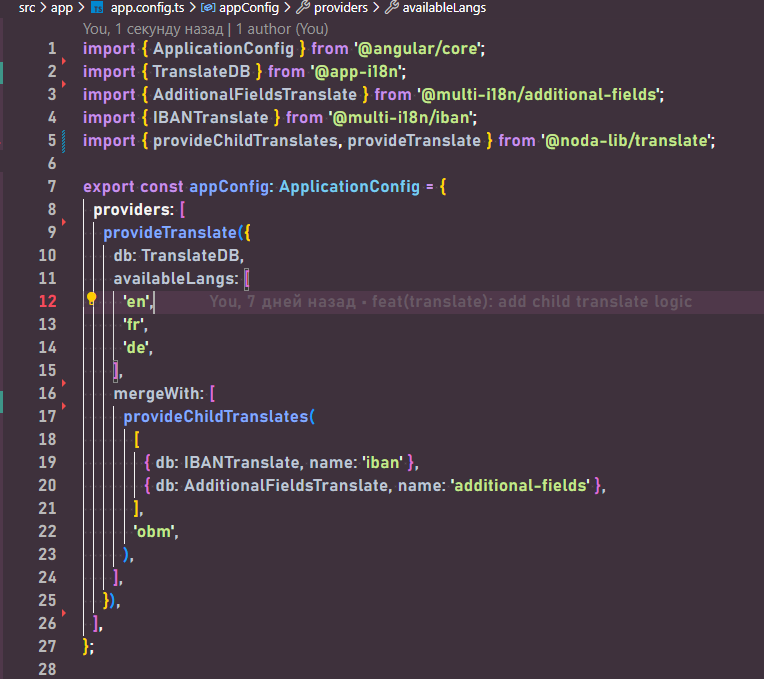 src > app > app.config.ts > appConfig > providers > availableLangs
You, 1 секунду назад | 1 author (You)
1 import { ApplicationConfig } from '@angular/core';
2 import { TranslateDB } from '@app-i18n';
3 import { AdditionalFieldsTranslate } from '@multi-i18n/additional-fields';
4 import { IBANTranslate } from '@multi-i18n/iban';
5 import { provideChildTranslates, provideTranslate } from '@noda-lib/translate';
6
7 export const appConfig: ApplicationConfig = {
8 providers: [
9 provideTranslate({
10 db: TranslateDB,
11 availableLangs: [
12 'en', You, 7 дней назад • feat(translate): add child translate logic
13 'fr',
14 'de',
15 ],
16 mergeWith: [
17 provideChildTranslates(
18 [
19 { db: IBANTranslate, name: 'iban' },
20 { db: AdditionalFieldsTranslate, name: 'additional-fields' },
21 ],
22 'obm',
23 ),
24 ],
25 }),
26 ],
27 };
28